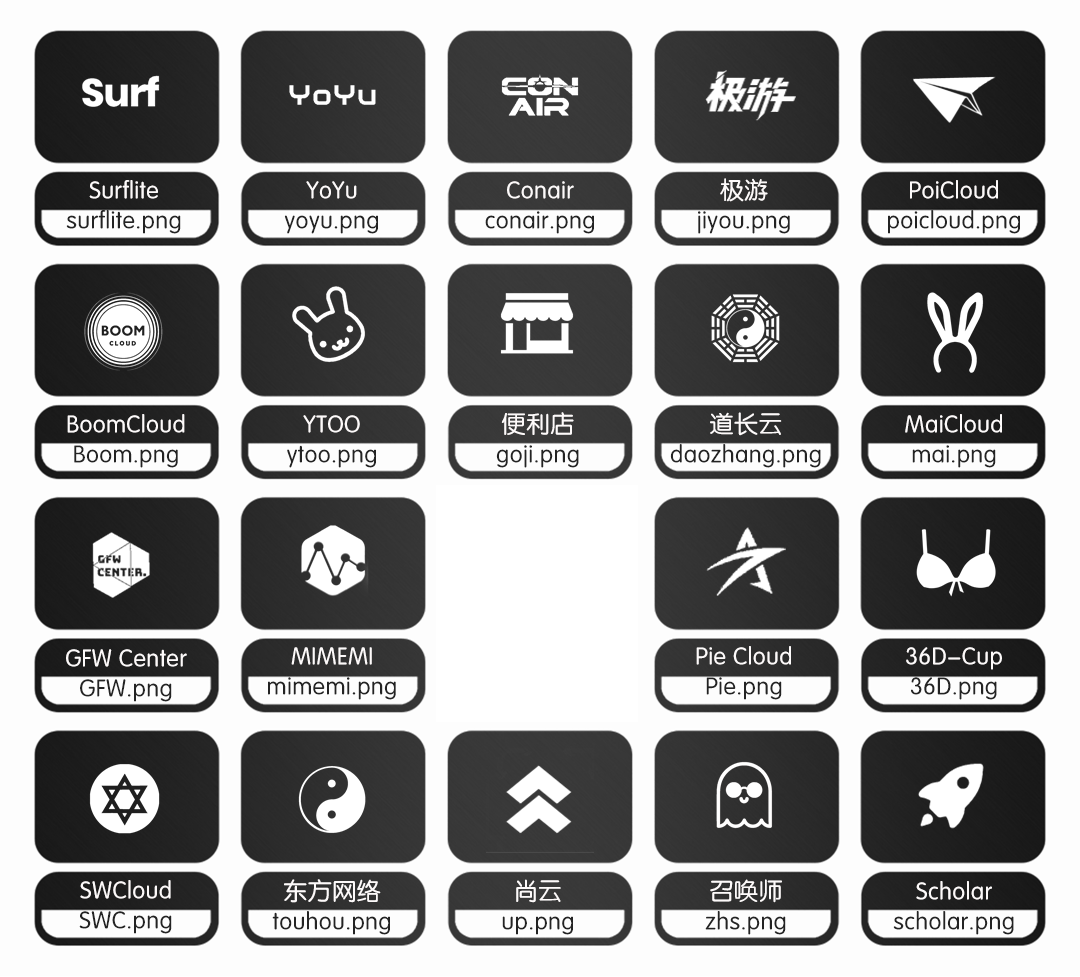 Surf
YoYu
CON
AIR
极游
Surflite
surflite.png
YoYu
yoyu.png
Conair
conair.png
极游
jiyou.png
PoiCloud
poicloud.png
BOOM
CLOUD
BoomCloud
Boom.png
YTOO
ytoo.png
便利店
goji.png
道长云
daozhang.png
MaiCloud
mai.png
GFW
CENTER.
GFW Center
GFW.png
MIMEMI
mimemi.png
Pie Cloud
Pie.png
36D-Cup
36D.png
SWCloud
SWC.png
东方网络
touhou.png
尚云
up.png
召唤师
zhs.png
Scholar
scholar.png